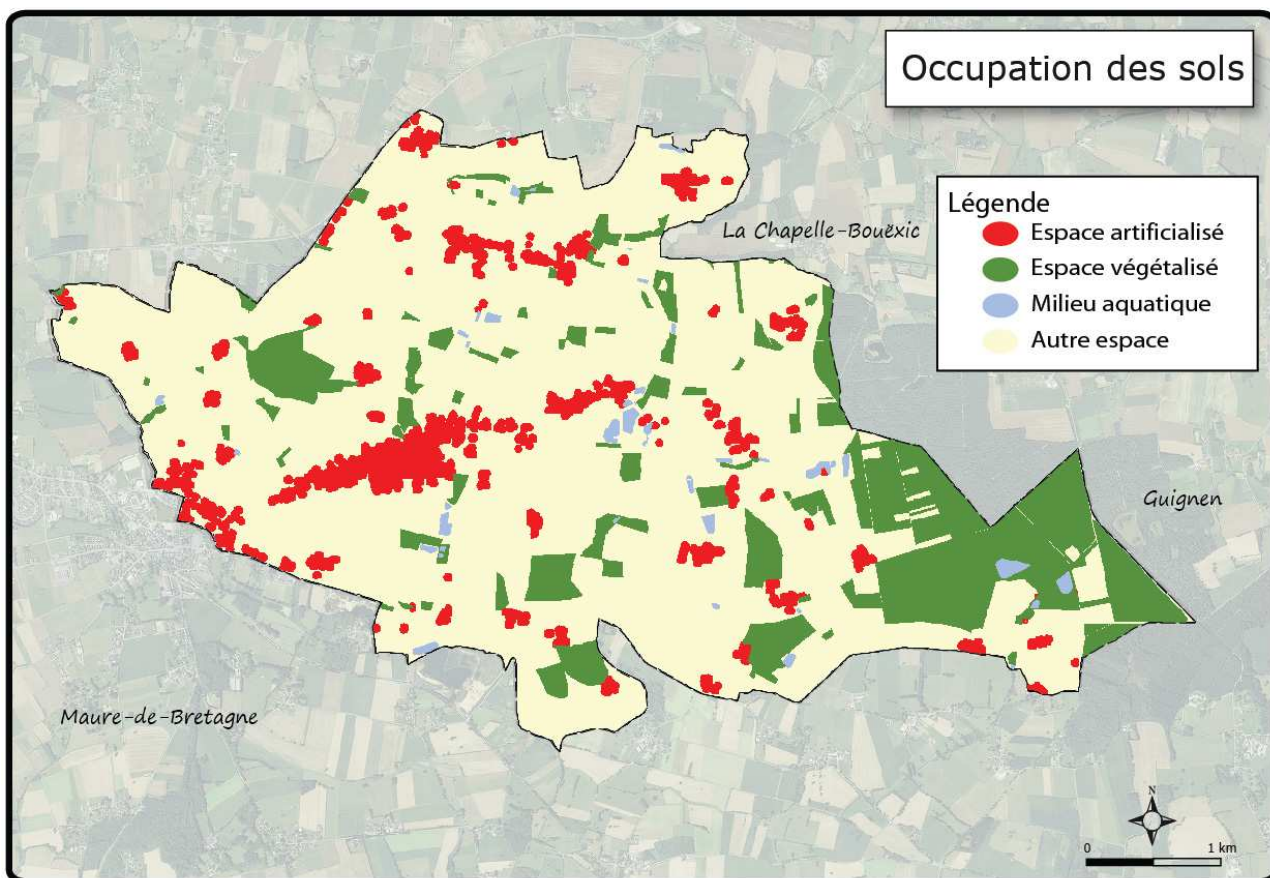 Occupation des sols
Légende
Espace artificialisé
Espace végétalisé
Milieu aquatique
Autre espace
La Chapelle-Bouëxic
Guignen
Maure-de-Bretagne
N
0 1 km